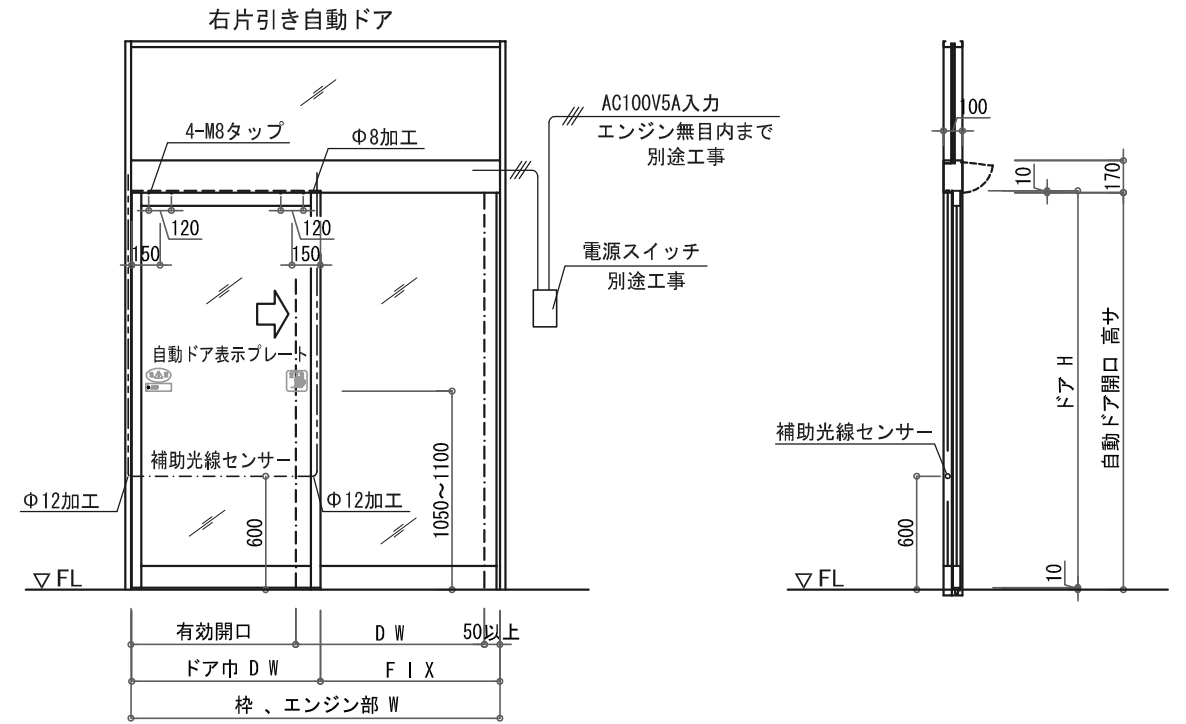 右片引き自動ドア
AC100V5A入力
エンジン無目内まで
別途工事
4-M8タップ
Φ8加工
120
120
150
150
電源スイッチ
別途工事
自動ドア表示プレート
補助光線センサー
Φ12加工
Φ12加工
600
1050～1100
▽FL
有効開口
DW
50以上
ドア巾 DW
FIX
枠、エンジン部 W
100
10
170
ドア H
自動ドア開口 高サ
補助光線センサー
600
10
▽FL